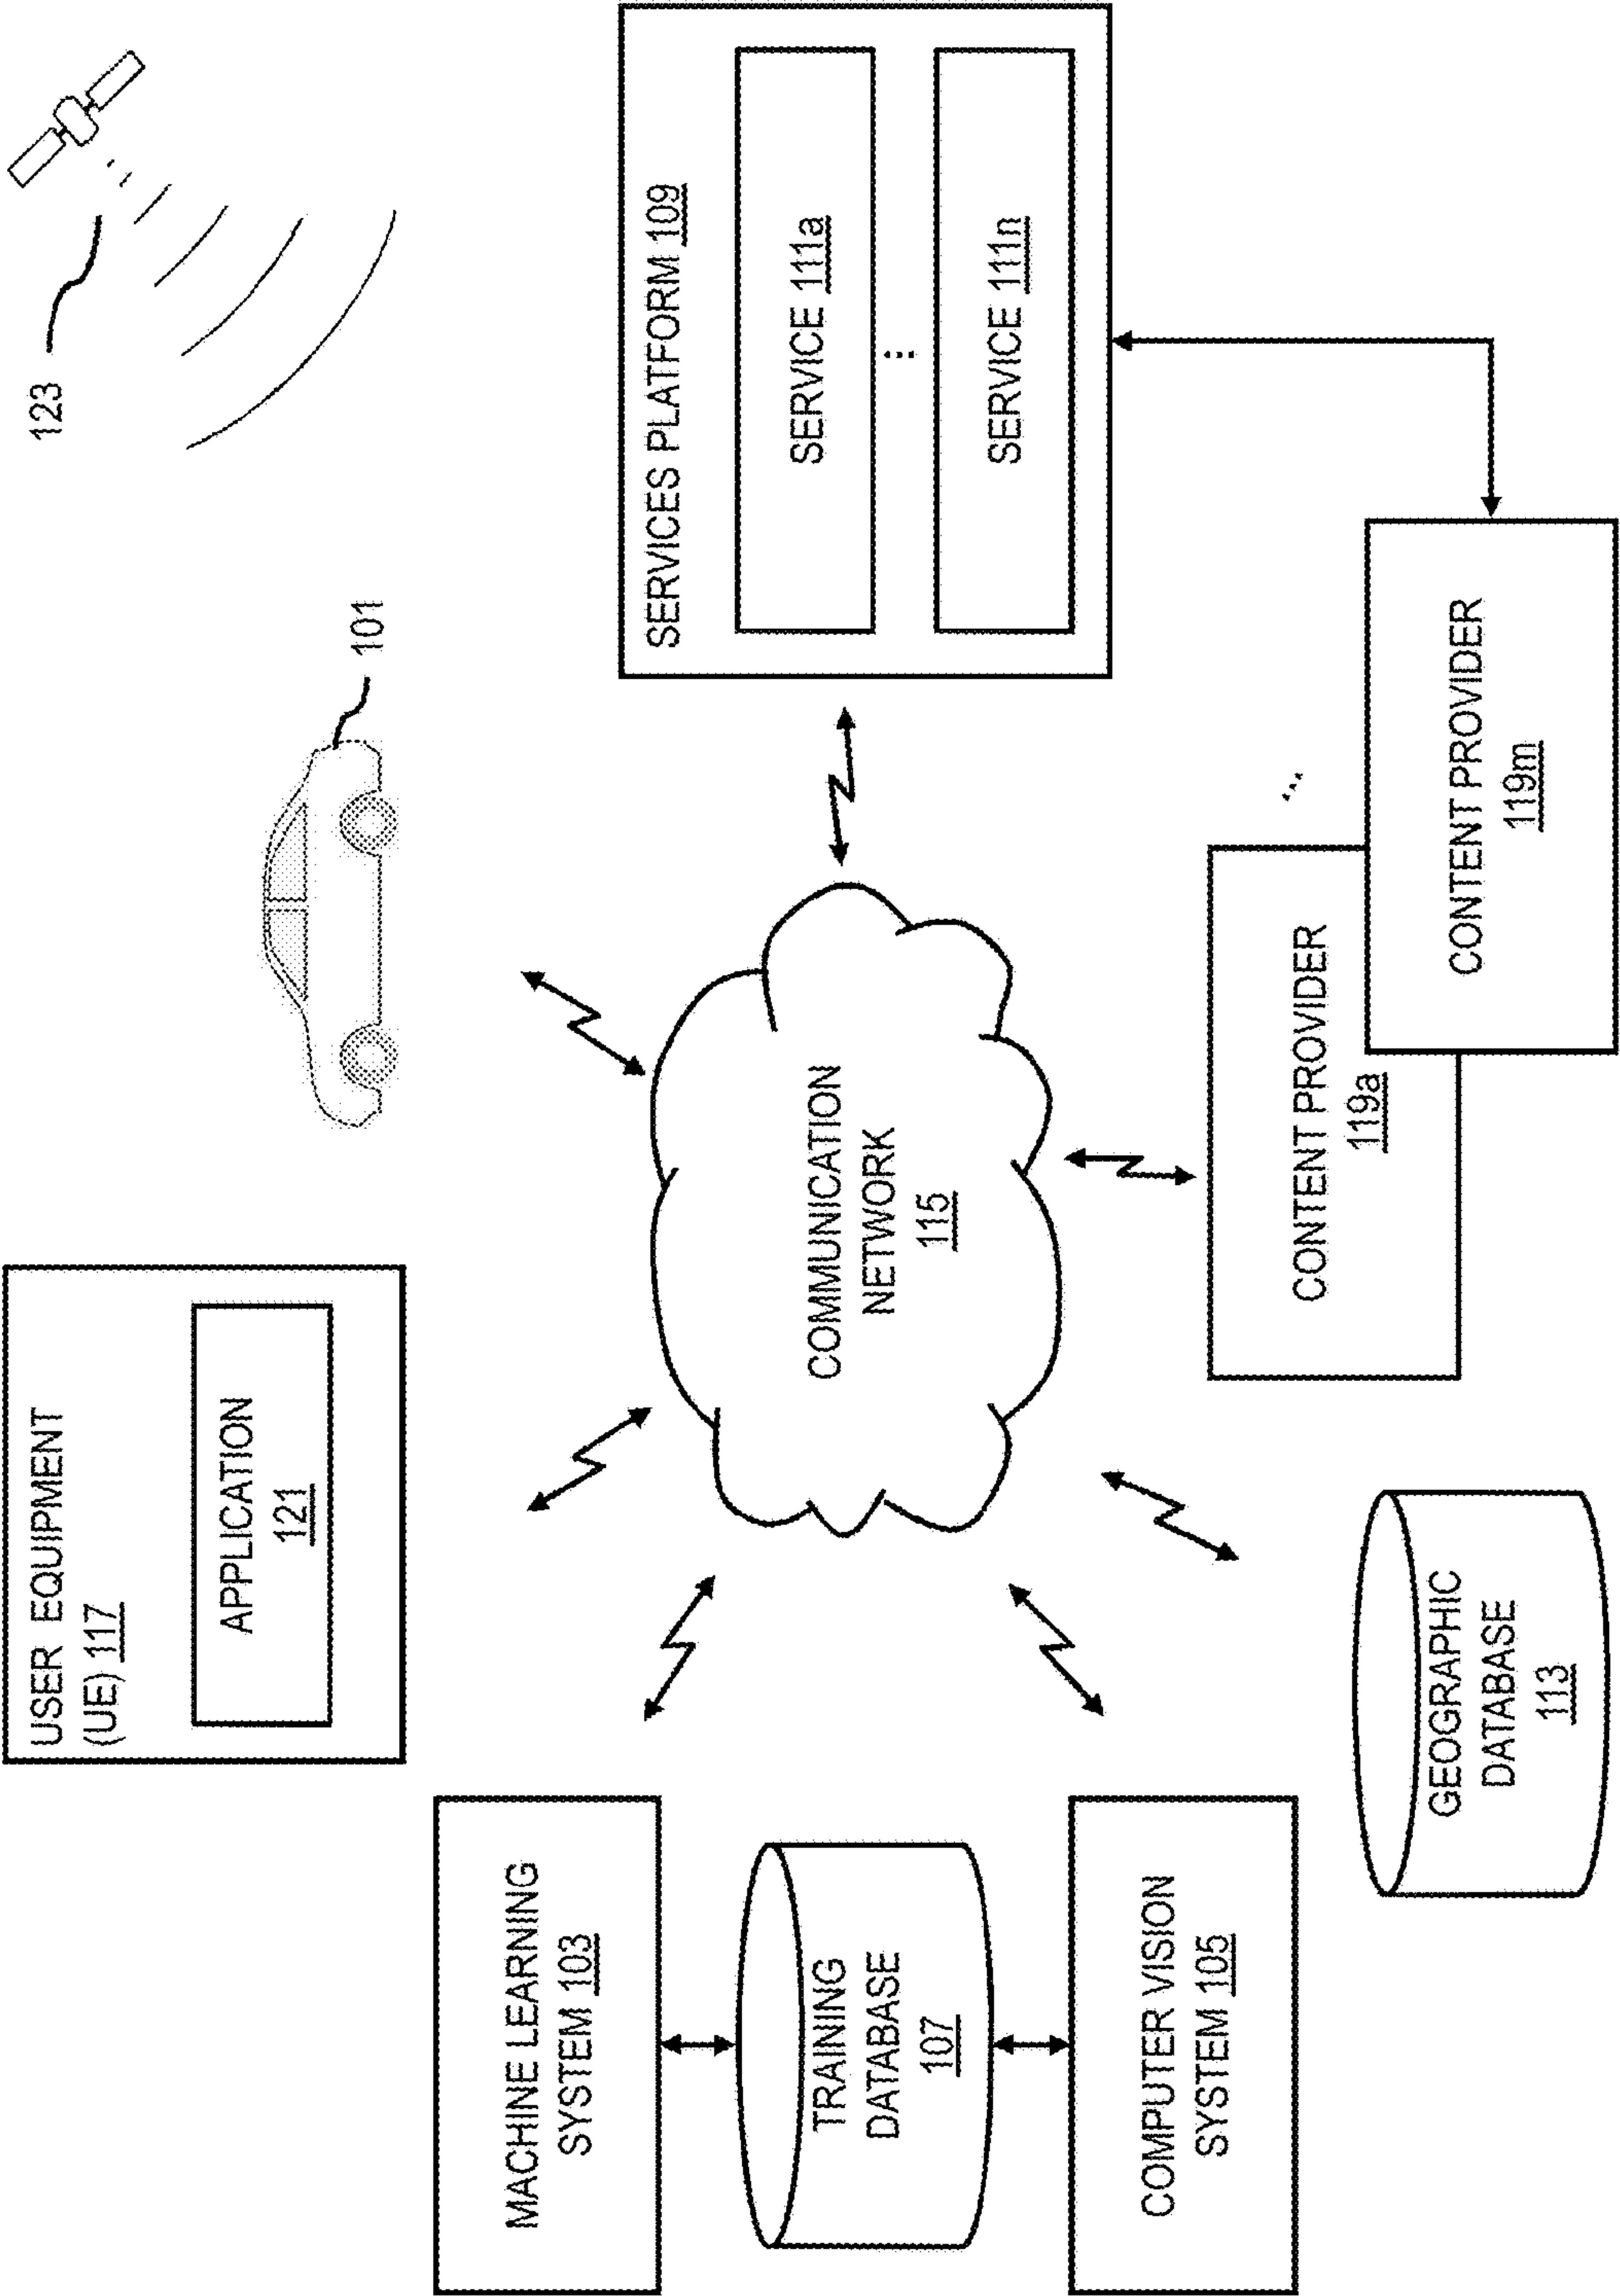 USER EQUIPMENT
(UE) 117
APPLICATION
121
101
123
MACHINE LEARNING
SYSTEM 103
TRAINING
DATABASE
107
COMPUTER VISION
SYSTEM 105
COMMUNICATION
NETWORK
115
SERVICES PLATFORM 109
SERVICE 111a
...
SERVICE 111n
GEOGRAPHIC
DATABASE
113
CONTENT PROVIDER
119a
...
CONTENT PROVIDER
119m